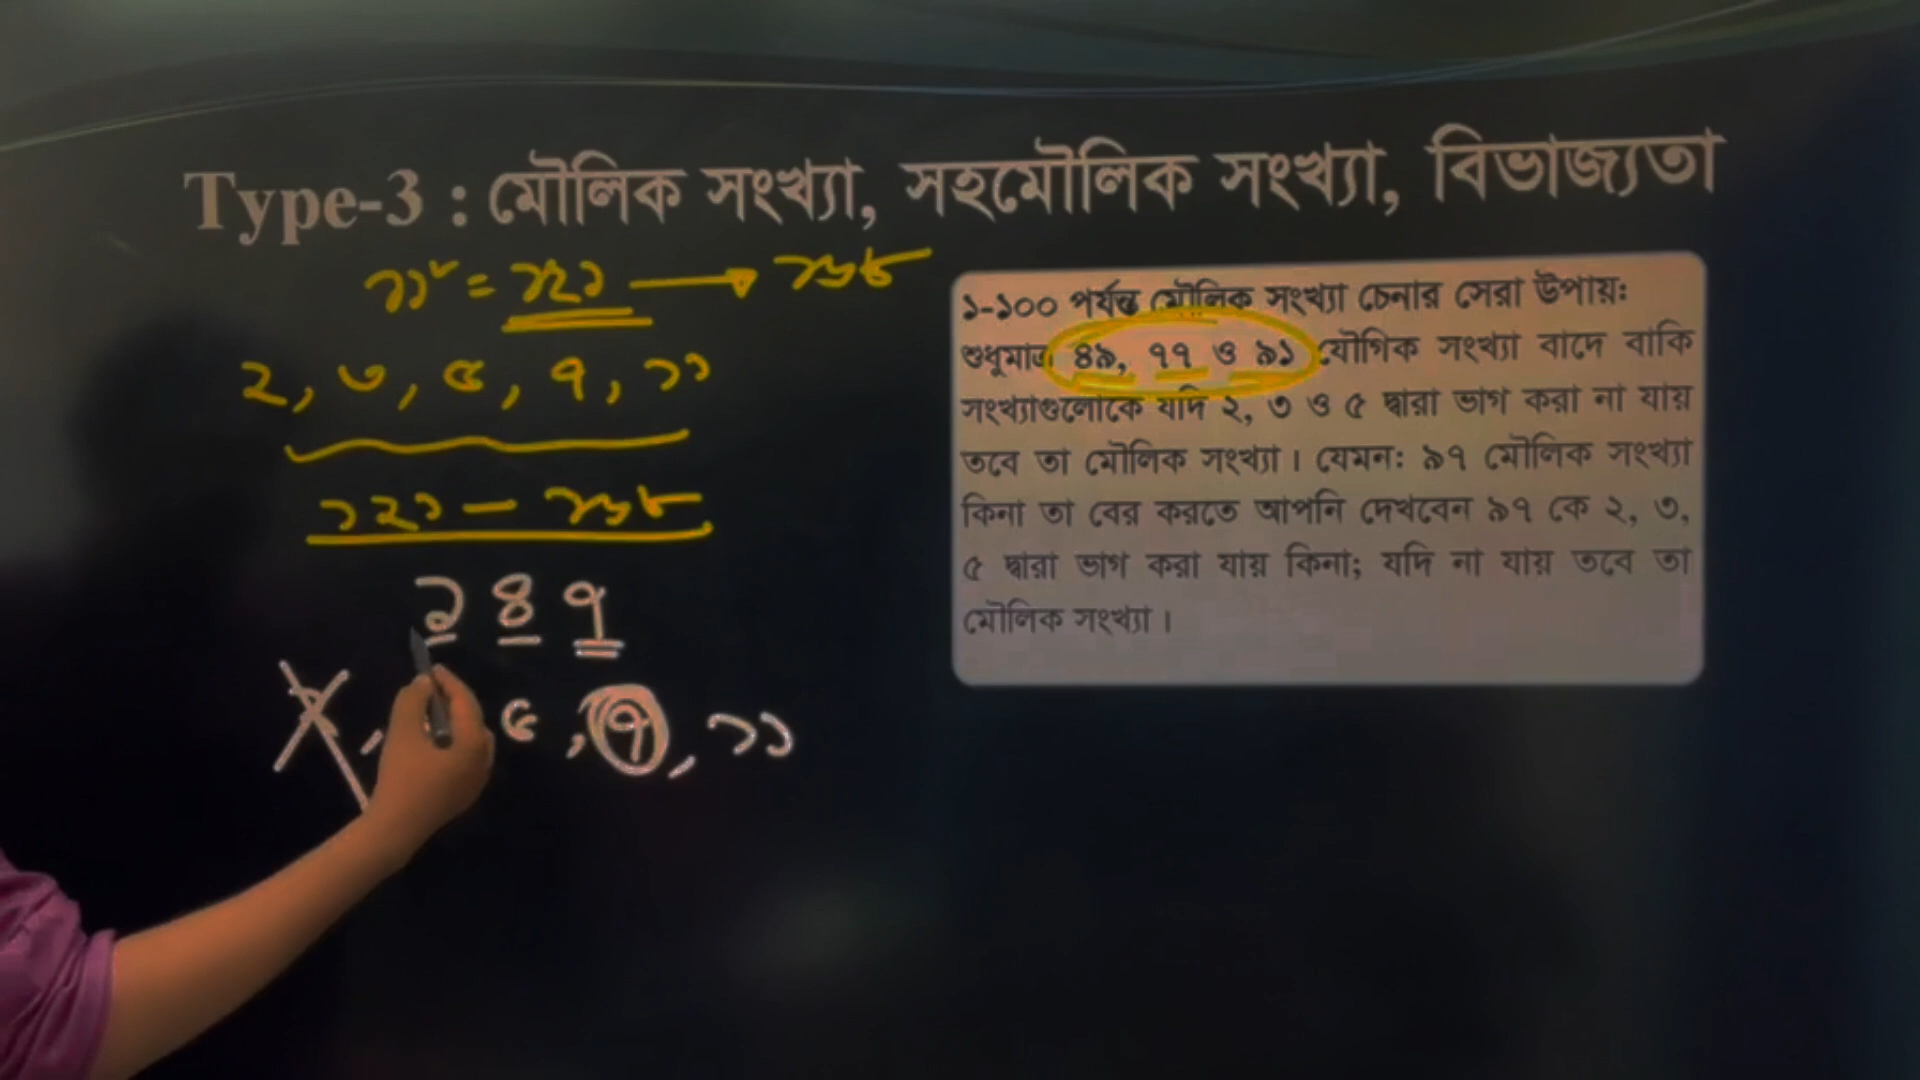 Type-3 : মৌলিক সংখ্যা, সহমৌলিক সংখ্যা, বিভাজ্যতা
১১² = ১২১ → ১৬৮
২, ৩, ৫, ৭, ১১
১২১ – ১৬৮
১৪৭
৫, ৭, ১১
১-১০০ পর্যন্ত মৌলিক সংখ্যা চেনার সেরা উপায়ঃ
শুধুমাত্র ৪৯, ৭৭ ও ৯১ যৌগিক সংখ্যা বাদে বাকি
সংখ্যাগুলোকে যদি ২, ৩ ও ৫ দ্বারা ভাগ করা না যায়
তবে তা মৌলিক সংখ্যা। যেমনঃ ৯৭ মৌলিক সংখ্যা
কিনা তা বের করতে আপনি দেখবেন ৯৭ কে ২, ৩,
৫ দ্বারা ভাগ করা যায় কিনা; যদি না যায় তবে তা
মৌলিক সংখ্যা।